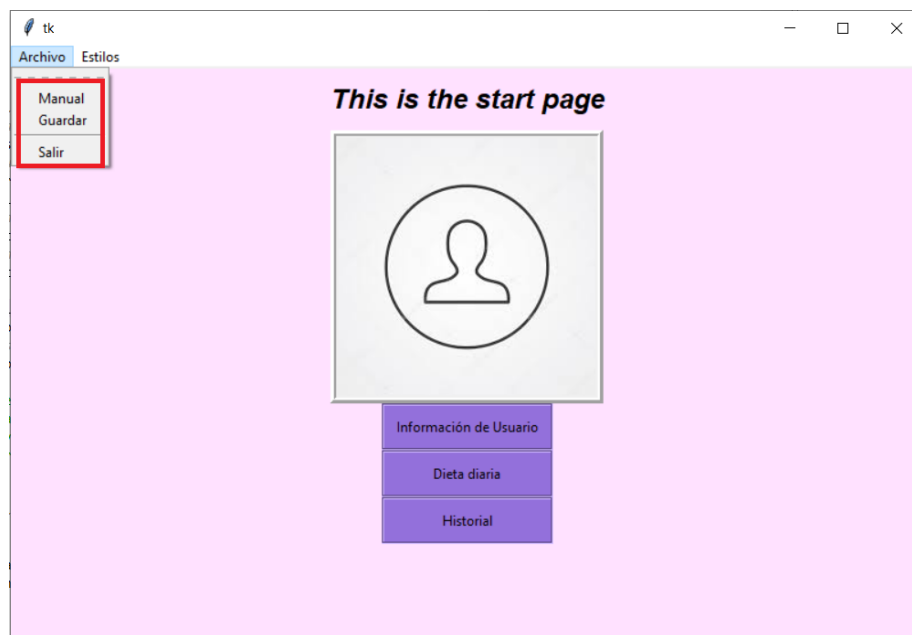 tk
Archivo Estilos
Manual
Guardar
Salir
This is the start page
Información de Usuario
Dieta diaria
Historial